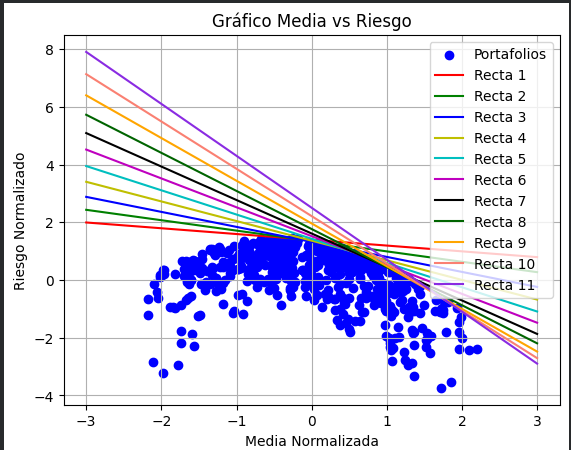 Gráfico Media vs Riesgo
8
6
4
2
0
−2
−4
Riesgo Normalizado
Portafolios
Recta 1
Recta 2
Recta 3
Recta 4
Recta 5
Recta 6
Recta 7
Recta 8
Recta 9
Recta 10
Recta 11
−3
−2
−1
0
1
2
3
Media Normalizada